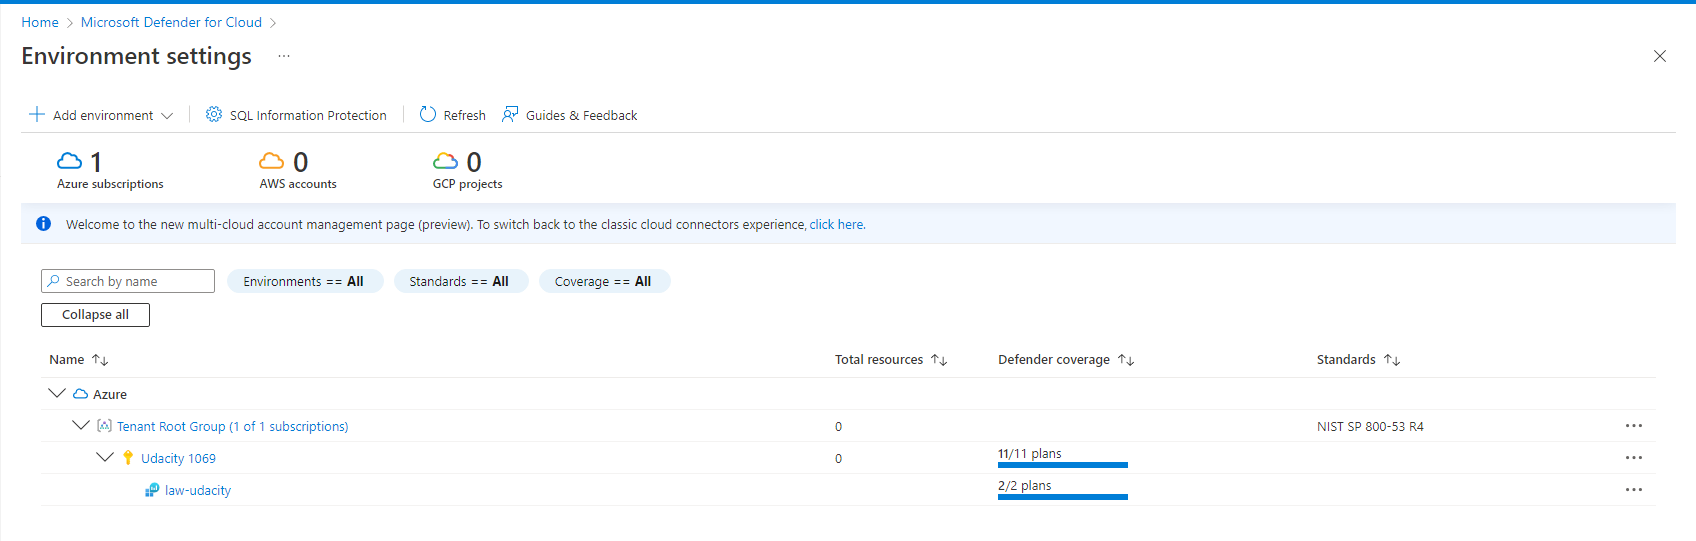 Home > Microsoft Defender for Cloud >
Environment settings ...
Add environment
SQL Information Protection
Refresh
Guides & Feedback
1
Azure subscriptions
0
AWS accounts
0
GCP projects
Welcome to the new multi-cloud account management page (preview). To switch back to the classic cloud connectors experience, click here.
Search by name
Environments == All
Standards == All
Coverage == All
Collapse all
Name Total resources Defender coverage Standards
Azure
Tenant Root Group (1 of 1 subscriptions) 0 NIST SP 800-53 R4 ...
Udacity 1069 0 11/11 plans ...
law-udacity 2/2 plans ...